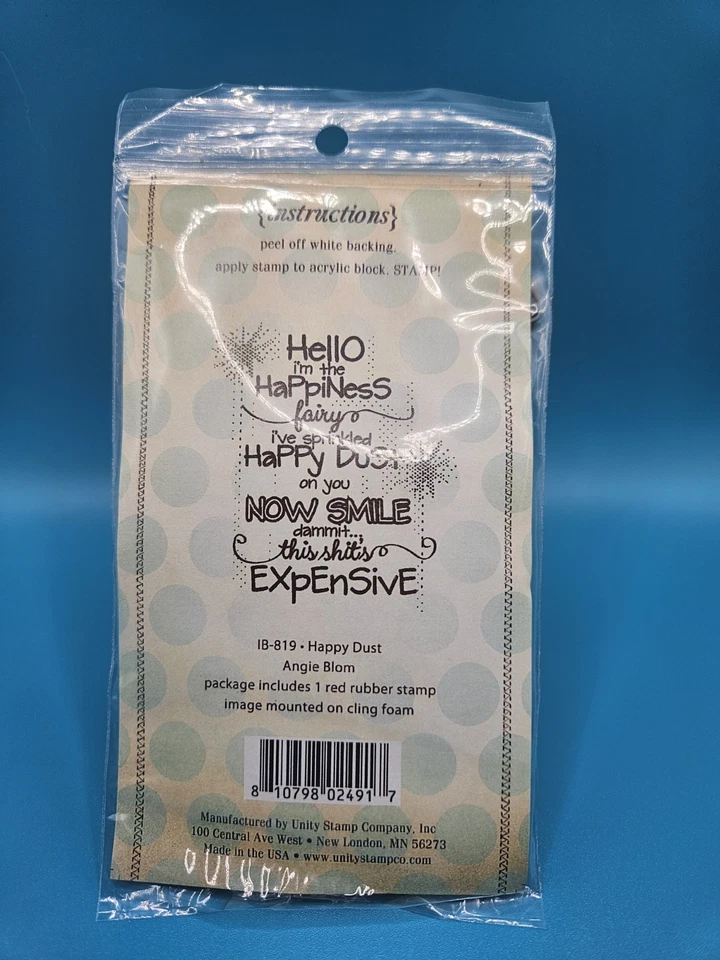 {instructions}
peel off white backing.
apply stamp to acrylic block. STAMP!
HellO
i'm the
HaPPiNessS
fairy
i've sprinkled
HaPPy DusT
on you
NOW SMILE
dammit...;
this shit's
EXpEnSivE
IB-819 • Happy Dust
Angie Blom
package includes 1 red rubber stamp
image mounted on cling foam
8 10798 02491 7
Manufactured by Unity Stamp Company, Inc
100 Central Ave West • New London, MN 56273
Made in the USA • www.unitystampco.com